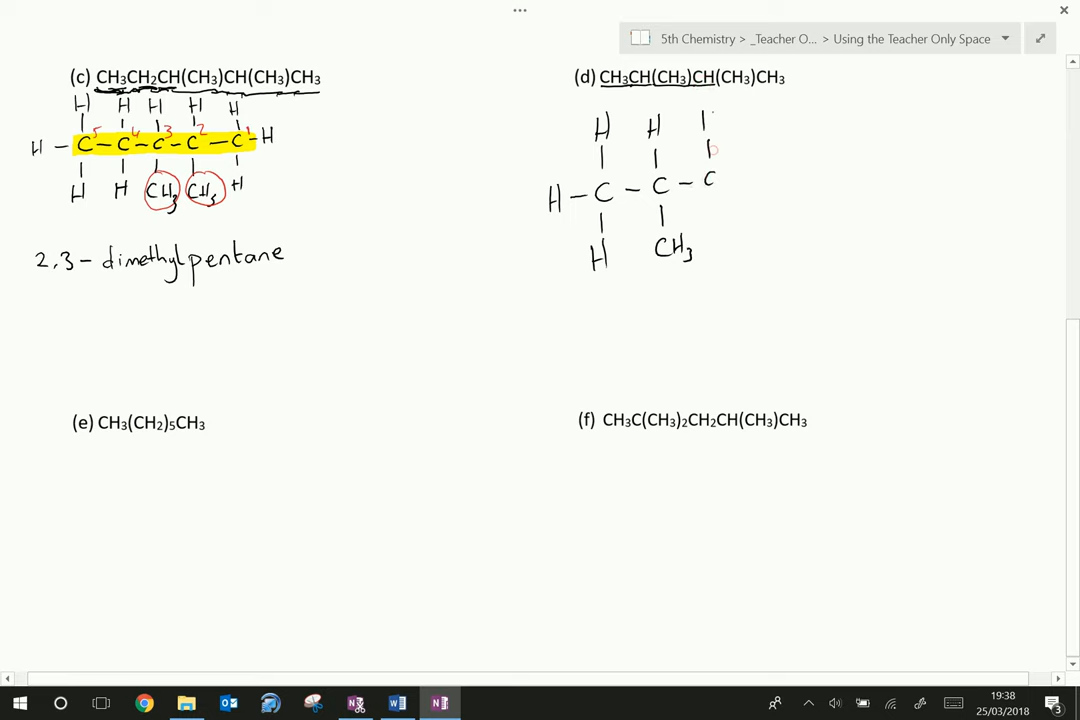 5th Chemistry > _Teacher O... > Using the Teacher Only Space
(c) CH3CH2CH(CH3)CH(CH3)CH3
H H H H H
5 4 3 2 1
H – C – C – C – C – C – H
H H CH3 CH3 H
2,3 – dimethylpentane
(d) CH3CH(CH3)CH(CH3)CH3
H H
H – C – C – C
H CH3
(e) CH3(CH2)5CH3
(f) CH3C(CH3)2CH2CH(CH3)CH3
19:38
25/03/2018
3